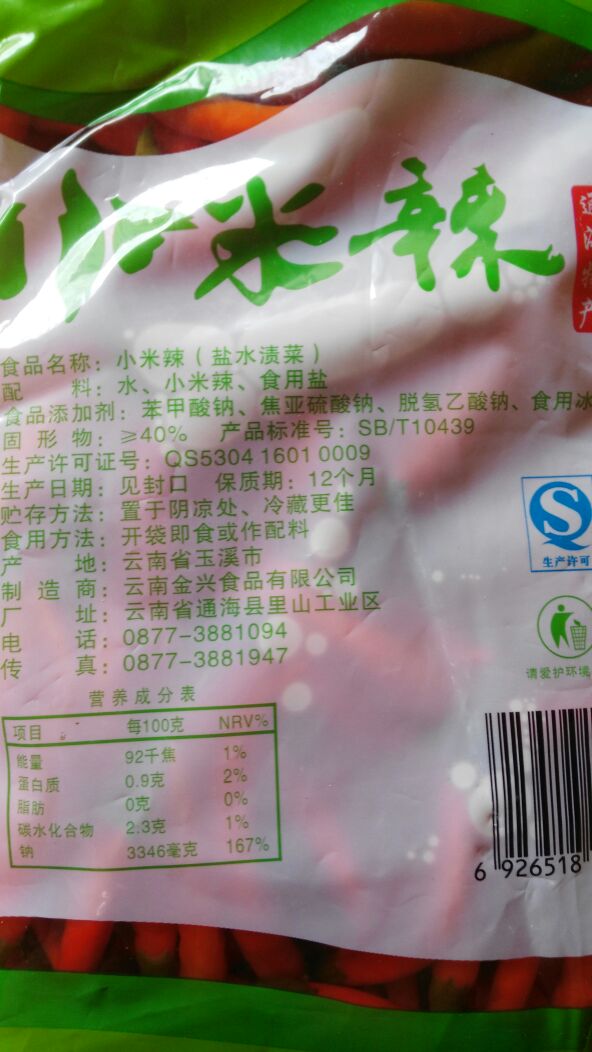 小米辣
通海特产
食品名称：小米辣（盐水渍菜）
配 料：水、小米辣、食用盐
食品添加剂：苯甲酸钠、焦亚硫酸钠、脱氢乙酸钠、食用冰
固 形 物：≥40% 产品标准号：SB/T10439
生产许可证号：QS5304 1601 0009
生产日期：见封口 保质期：12个月
贮存方法：置于阴凉处、冷藏更佳
食用方法：开袋即食或作配料
产 地：云南省玉溪市
制 造 商：云南金兴食品有限公司
厂 址：云南省通海县里山工业区
电 话：0877-3881094
传 真：0877-3881947
生产许可
请爱护环境
营养成分表
项目 每100克 NRV%
能量 92千焦 1%
蛋白质 0.9克 2%
脂肪 0克 0%
碳水化合物 2.3克 1%
钠 3346毫克 167%
6 926518